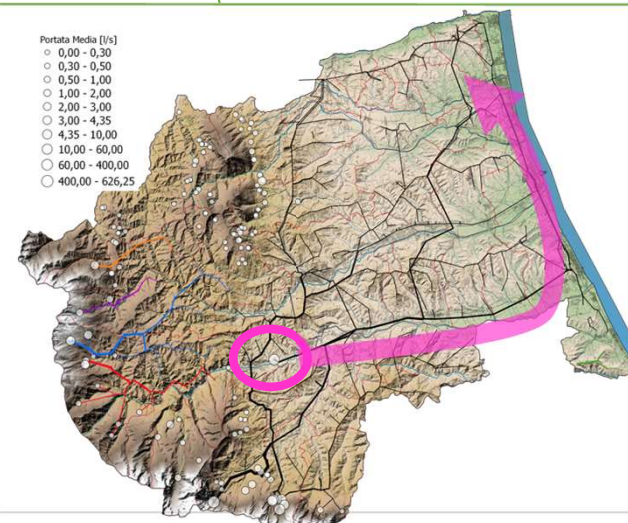 Portata Media [l/s]
0,00 - 0,30
0,30 - 0,50
0,50 - 1,00
1,00 - 2,00
2,00 - 3,00
3,00 - 4,35
4,35 - 10,00
10,00 - 60,00
60,00 - 400,00
400,00 - 626,25